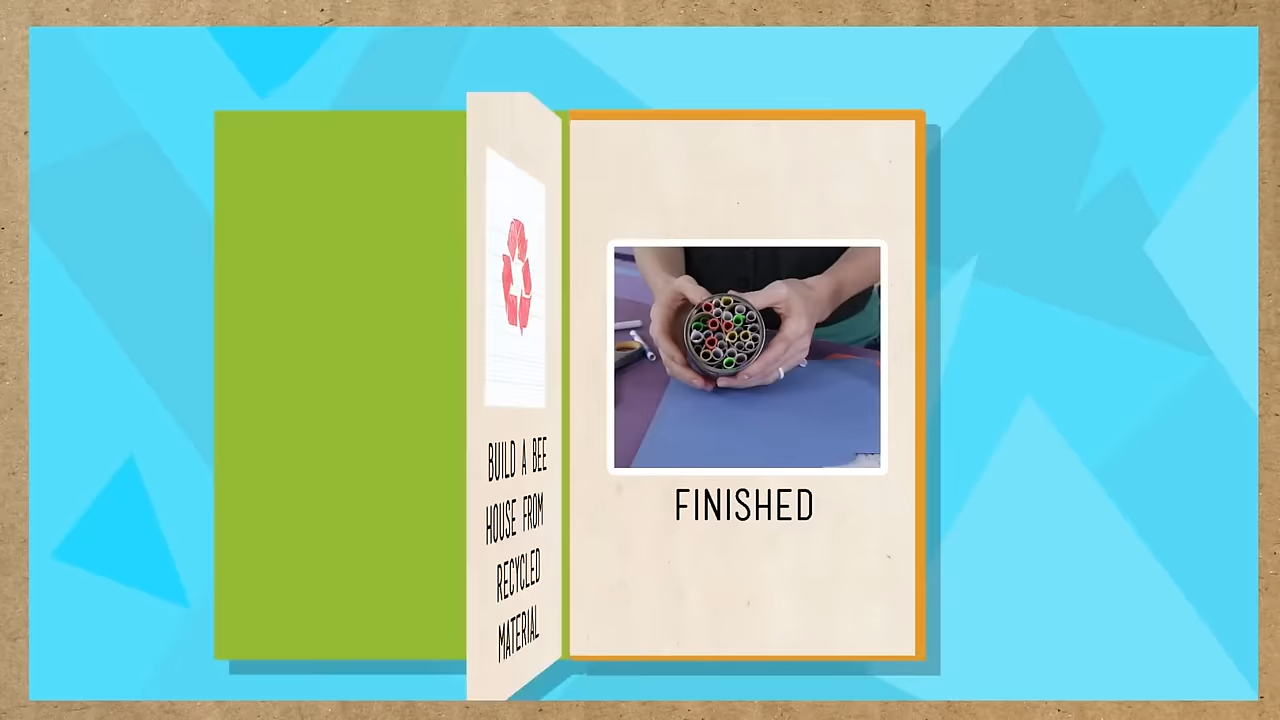 BUILD A BEE
HOUSE FROM
RECYCLED
MATERIAL
FINISHED